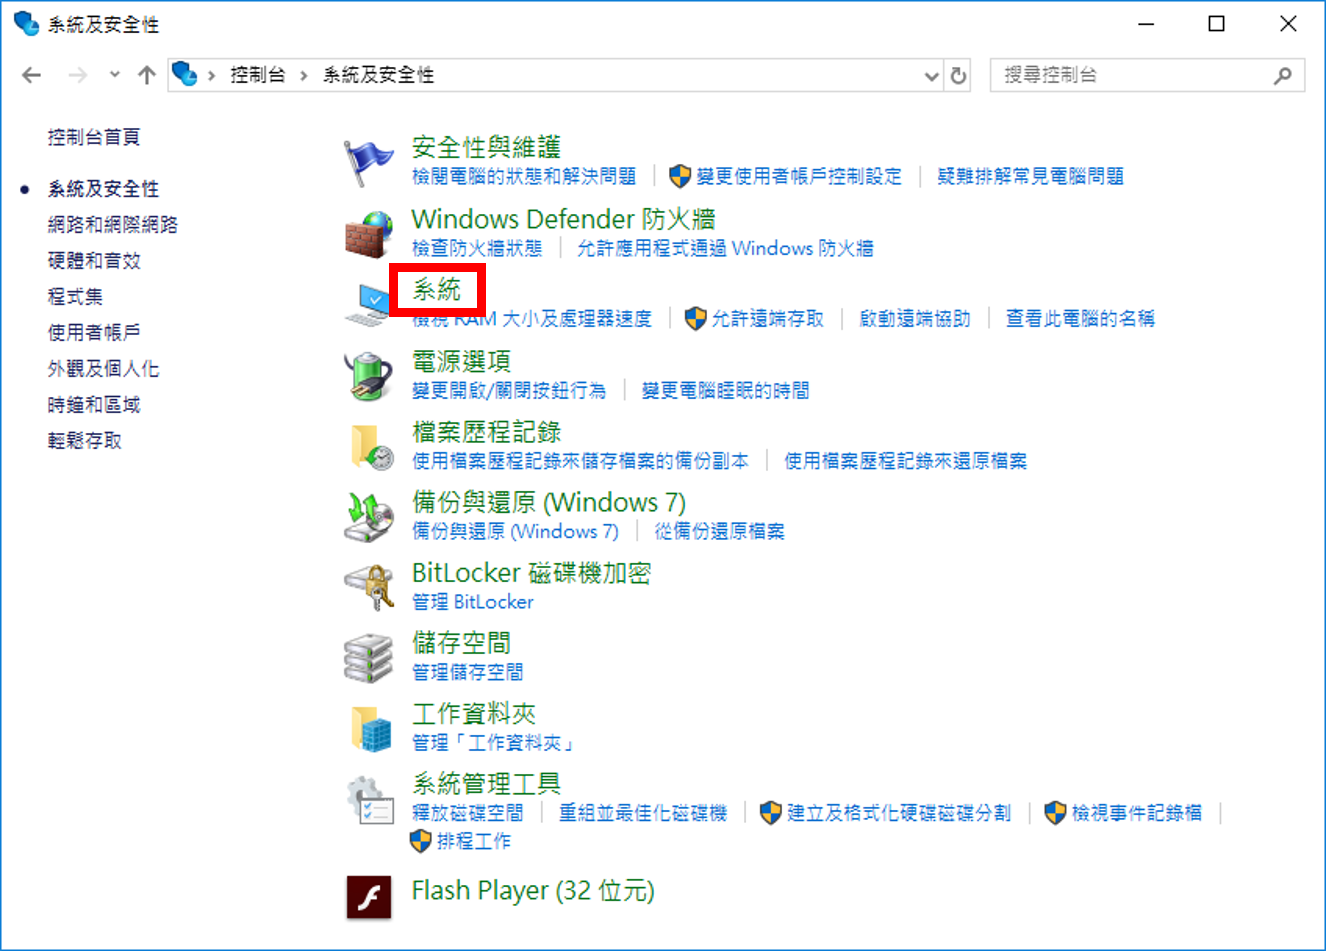 系統及安全性
控制台 > 系統及安全性
搜尋控制台
控制台首頁
系統及安全性
網路和網際網路
硬體和音效
程式集
使用者帳戶
外觀及個人化
時鐘和區域
輕鬆存取
安全性與維護
檢閱電腦的狀態和解決問題 | 變更使用者帳戶控制設定 | 疑難排解常見電腦問題
Windows Defender 防火牆
檢查防火牆狀態 | 允許應用程式通過 Windows 防火牆
系統
檢視 RAM 大小及處理器速度 | 允許遠端存取 | 啟動遠端協助 | 查看此電腦的名稱
電源選項
變更開啟/關閉按鈕行為 | 變更電腦睡眠的時間
檔案歷程記錄
使用檔案歷程記錄來儲存檔案的備份副本 | 使用檔案歷程記錄來還原檔案
備份與還原 (Windows 7)
備份與還原 (Windows 7) | 從備份還原檔案
BitLocker 磁碟機加密
管理 BitLocker
儲存空間
管理儲存空間
工作資料夾
管理「工作資料夾」
系統管理工具
釋放磁碟空間 | 重組並最佳化磁碟機 | 建立及格式化硬碟磁碟分割 | 檢視事件記錄檔 |
排程工作
Flash Player (32 位元)